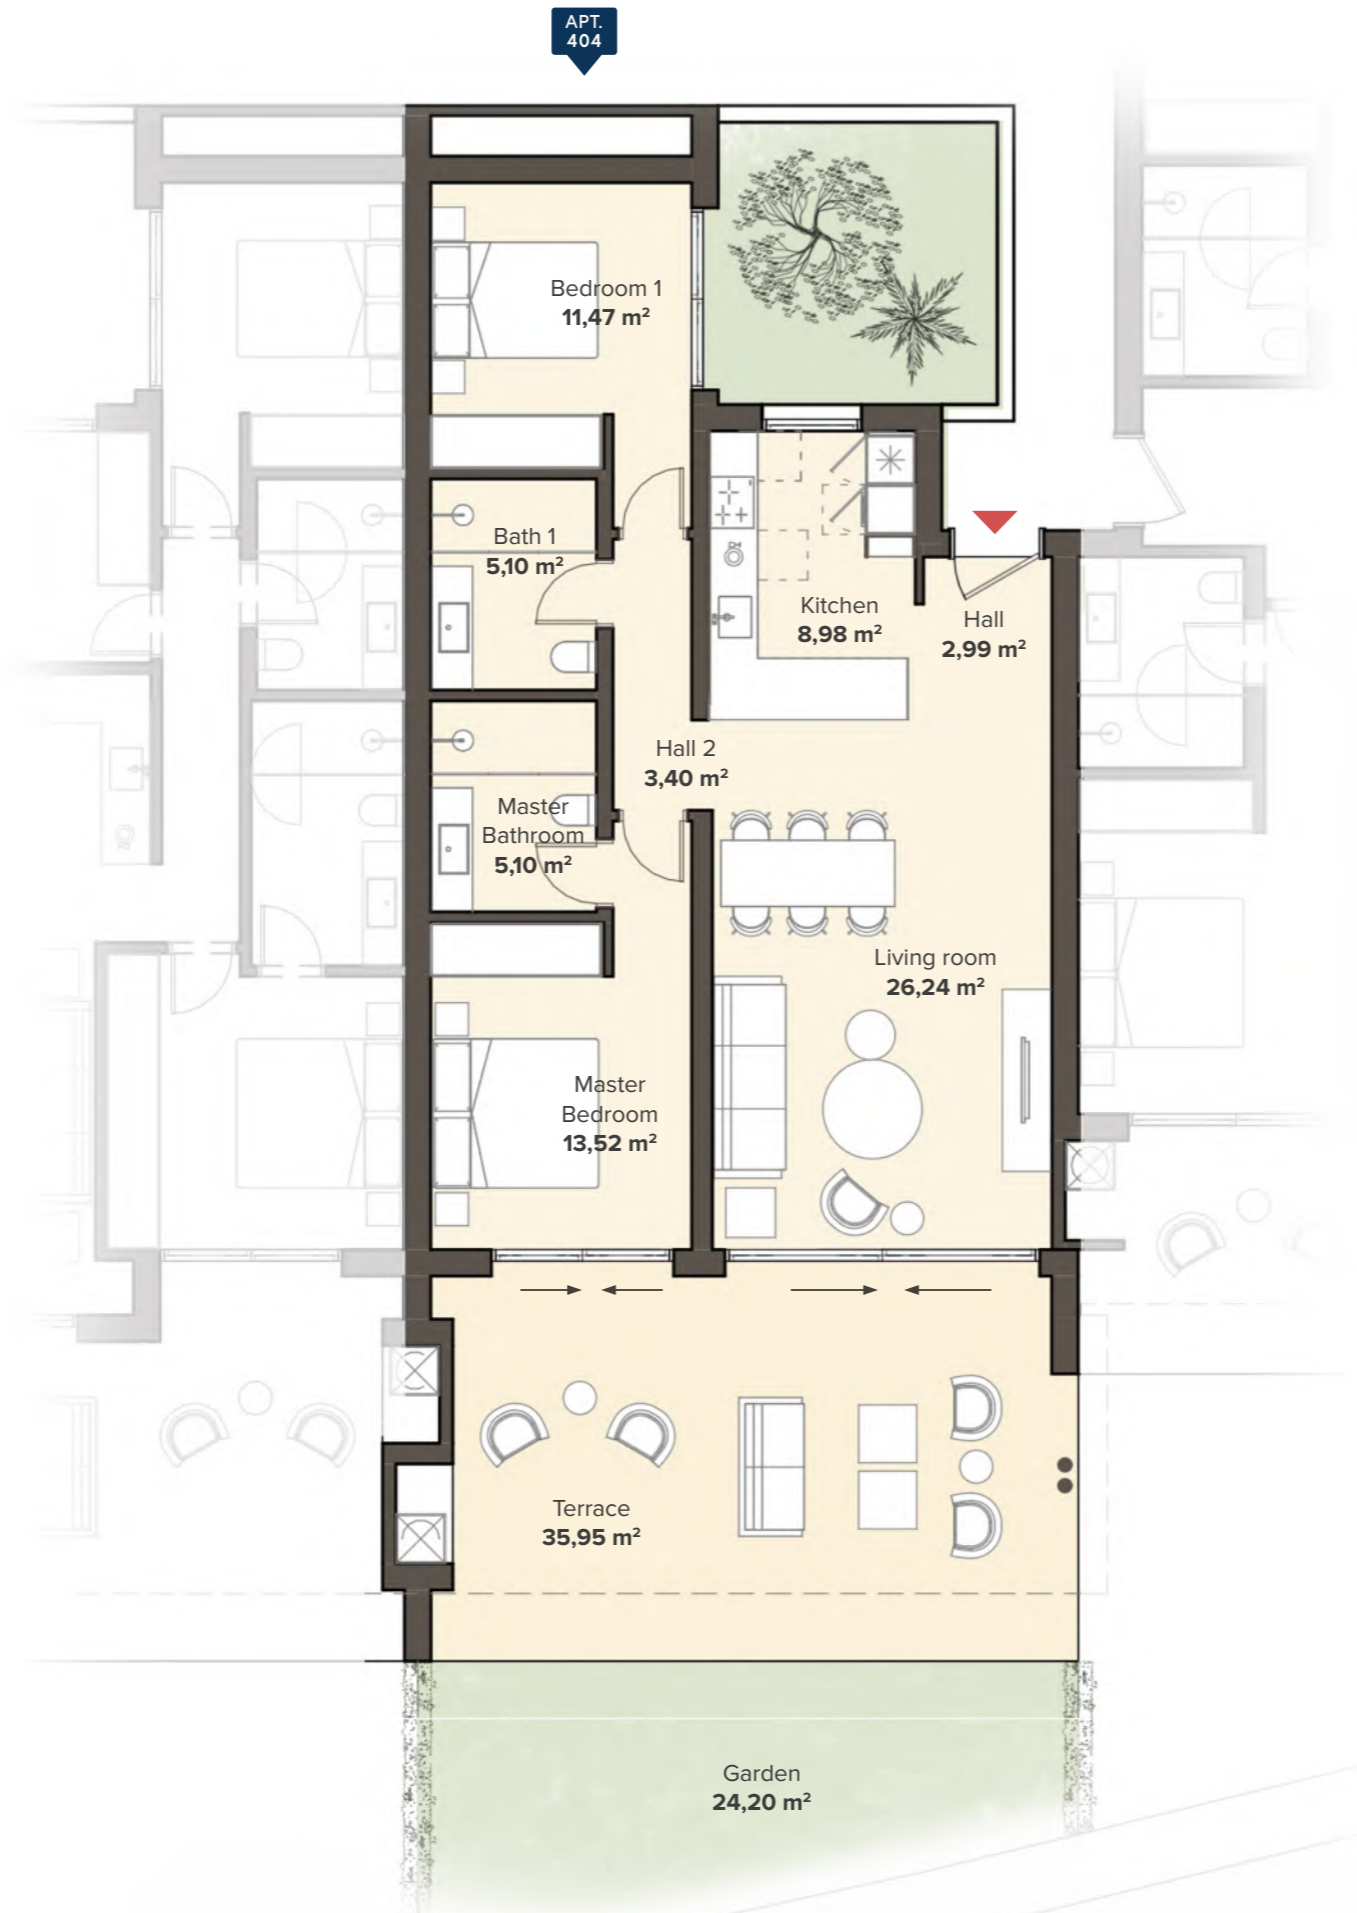 APT.
404
Bedroom 1
11,47 m²
Bath 1
5,10 m²
Kitchen
8,98 m²
Hall
2,99 m²
Hall 2
3,40 m²
Master
Bathroom
5,10 m²
Living room
26,24 m²
Master
Bedroom
13,52 m²
Terrace
35,95 m²
Garden
24,20 m²